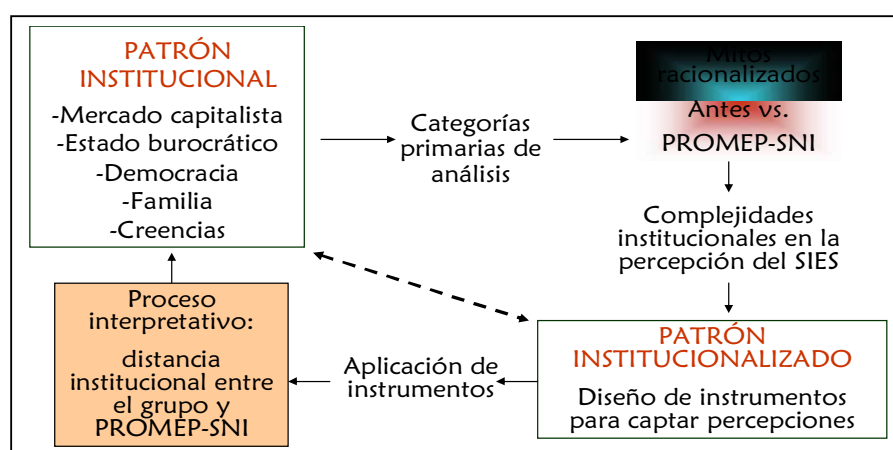 PATRÓN
INSTITUCIONAL
-Mercado capitalista
-Estado burocrático
-Democracia
-Familia
-Creencias
Categorías
primarias de
análisis
Mitos
racionalizados
Antes vs.
PROMEP-SNI
Complejidades
institucionales en la
percepción del SIES
PATRÓN
INSTITUCIONALIZADO
Diseño de instrumentos
para captar percepciones
Aplicación de
instrumentos
Proceso
interpretativo:
distancia
institucional entre
el grupo y
PROMEP-SNI